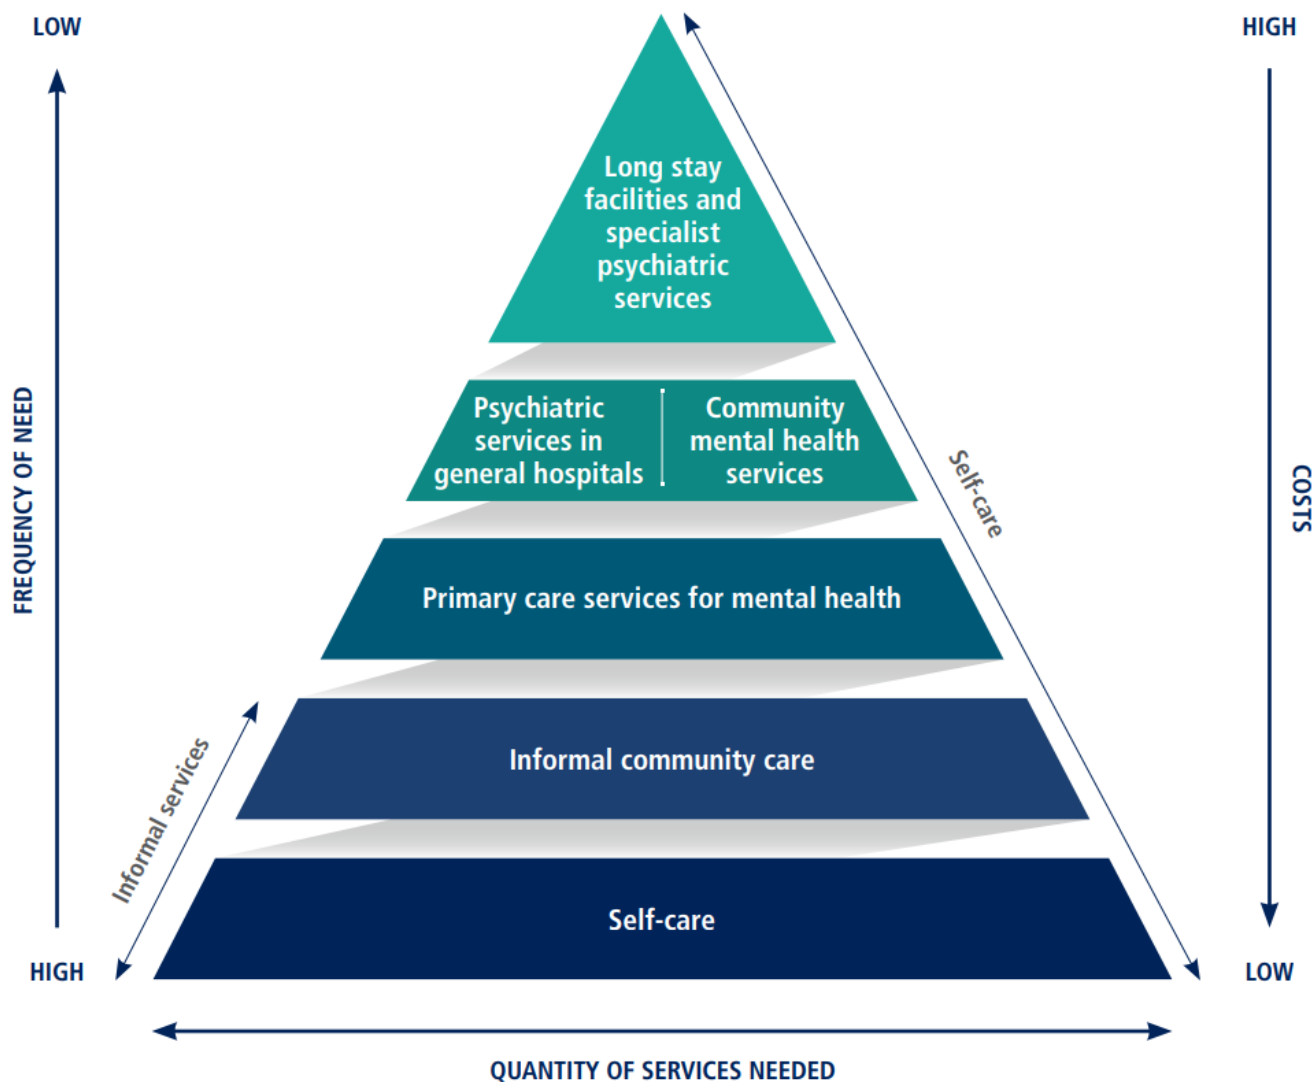 LOW
HIGH
Long stay
facilities and
specialist
psychiatric
services
Psychiatric
services in
general hospitals
Community
mental health
services
FREQUENCY OF NEED
Self-care
COSTS
Primary care services for mental health
Informal services
Informal community care
Self-care
HIGH
LOW
QUANTITY OF SERVICES NEEDED